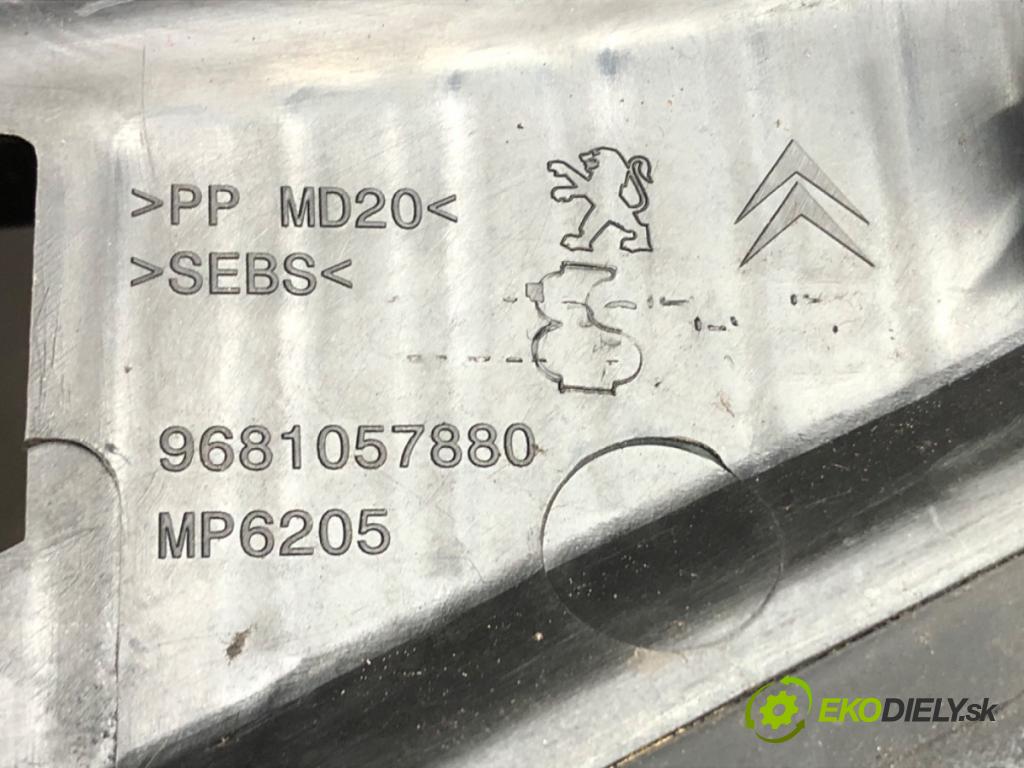 >PP MD20<
>SEBS<
9681057880
MP6205
EKODIELY.sk